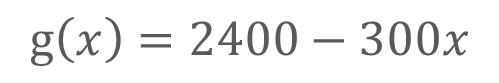 g(x) = 2400 − 300x